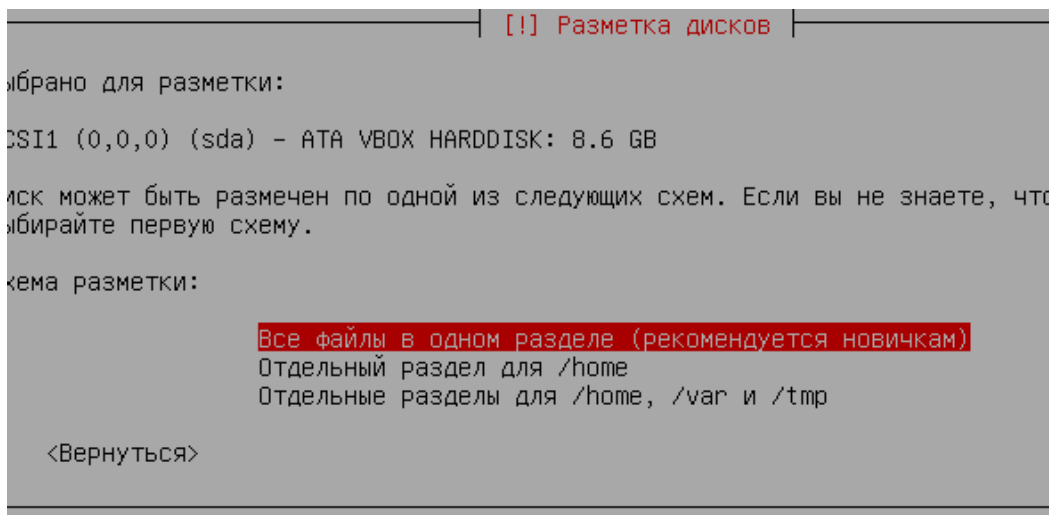 [!] Разметка дисков
ыбрано для разметки:
CSI1 (0,0,0) (sda) – ATA VBOX HARDDISK: 8.6 GB
иск может быть размечен по одной из следующих схем. Если вы не знаете, что
ыбирайте первую схему.
хема разметки:
Все файлы в одном разделе (рекомендуется новичкам)
Отдельный раздел для /home
Отдельные разделы для /home, /var и /tmp
<Вернуться>